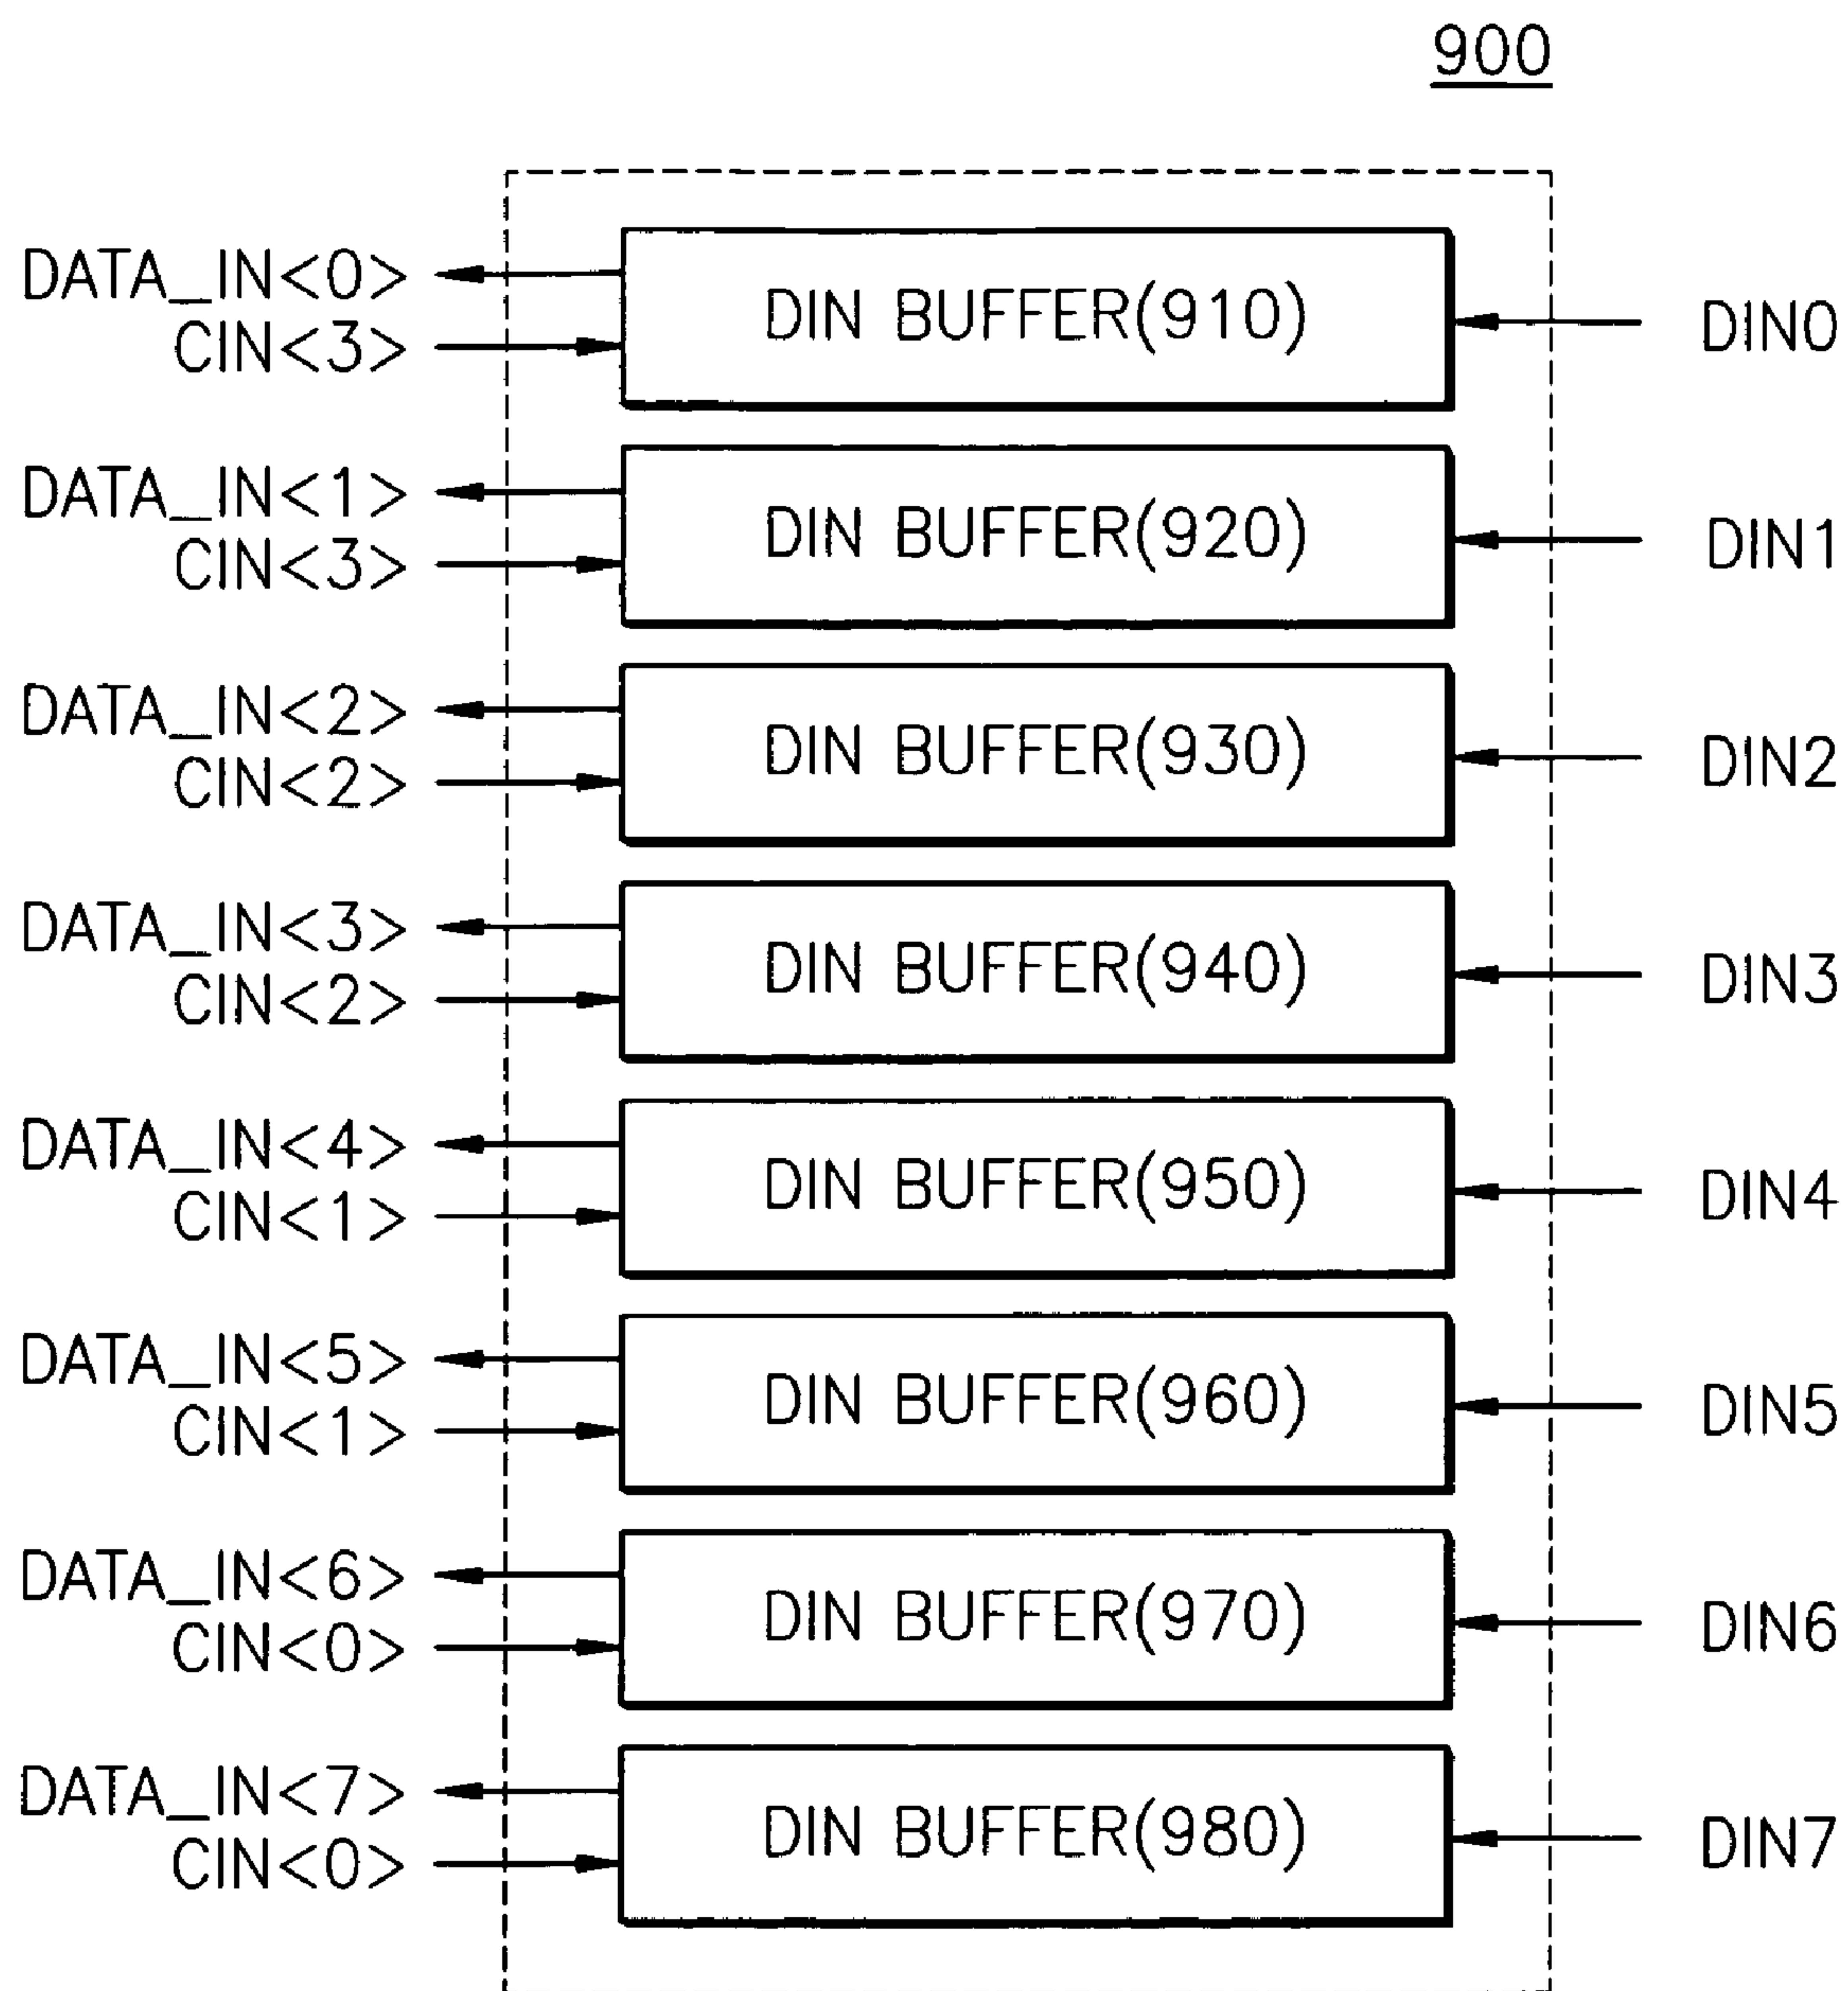 900
DATA_IN<0>
CIN<3>
DIN BUFFER(910)
DIN0
DATA_IN<1>
CIN<3>
DIN BUFFER(920)
DIN1
DATA_IN<2>
CIN<2>
DIN BUFFER(930)
DIN2
DATA_IN<3>
CIN<2>
DIN BUFFER(940)
DIN3
DATA_IN<4>
CIN<1>
DIN BUFFER(950)
DIN4
DATA_IN<5>
CIN<1>
DIN BUFFER(960)
DIN5
DATA_IN<6>
CIN<0>
DIN BUFFER(970)
DIN6
DATA_IN<7>
CIN<0>
DIN BUFFER(980)
DIN7